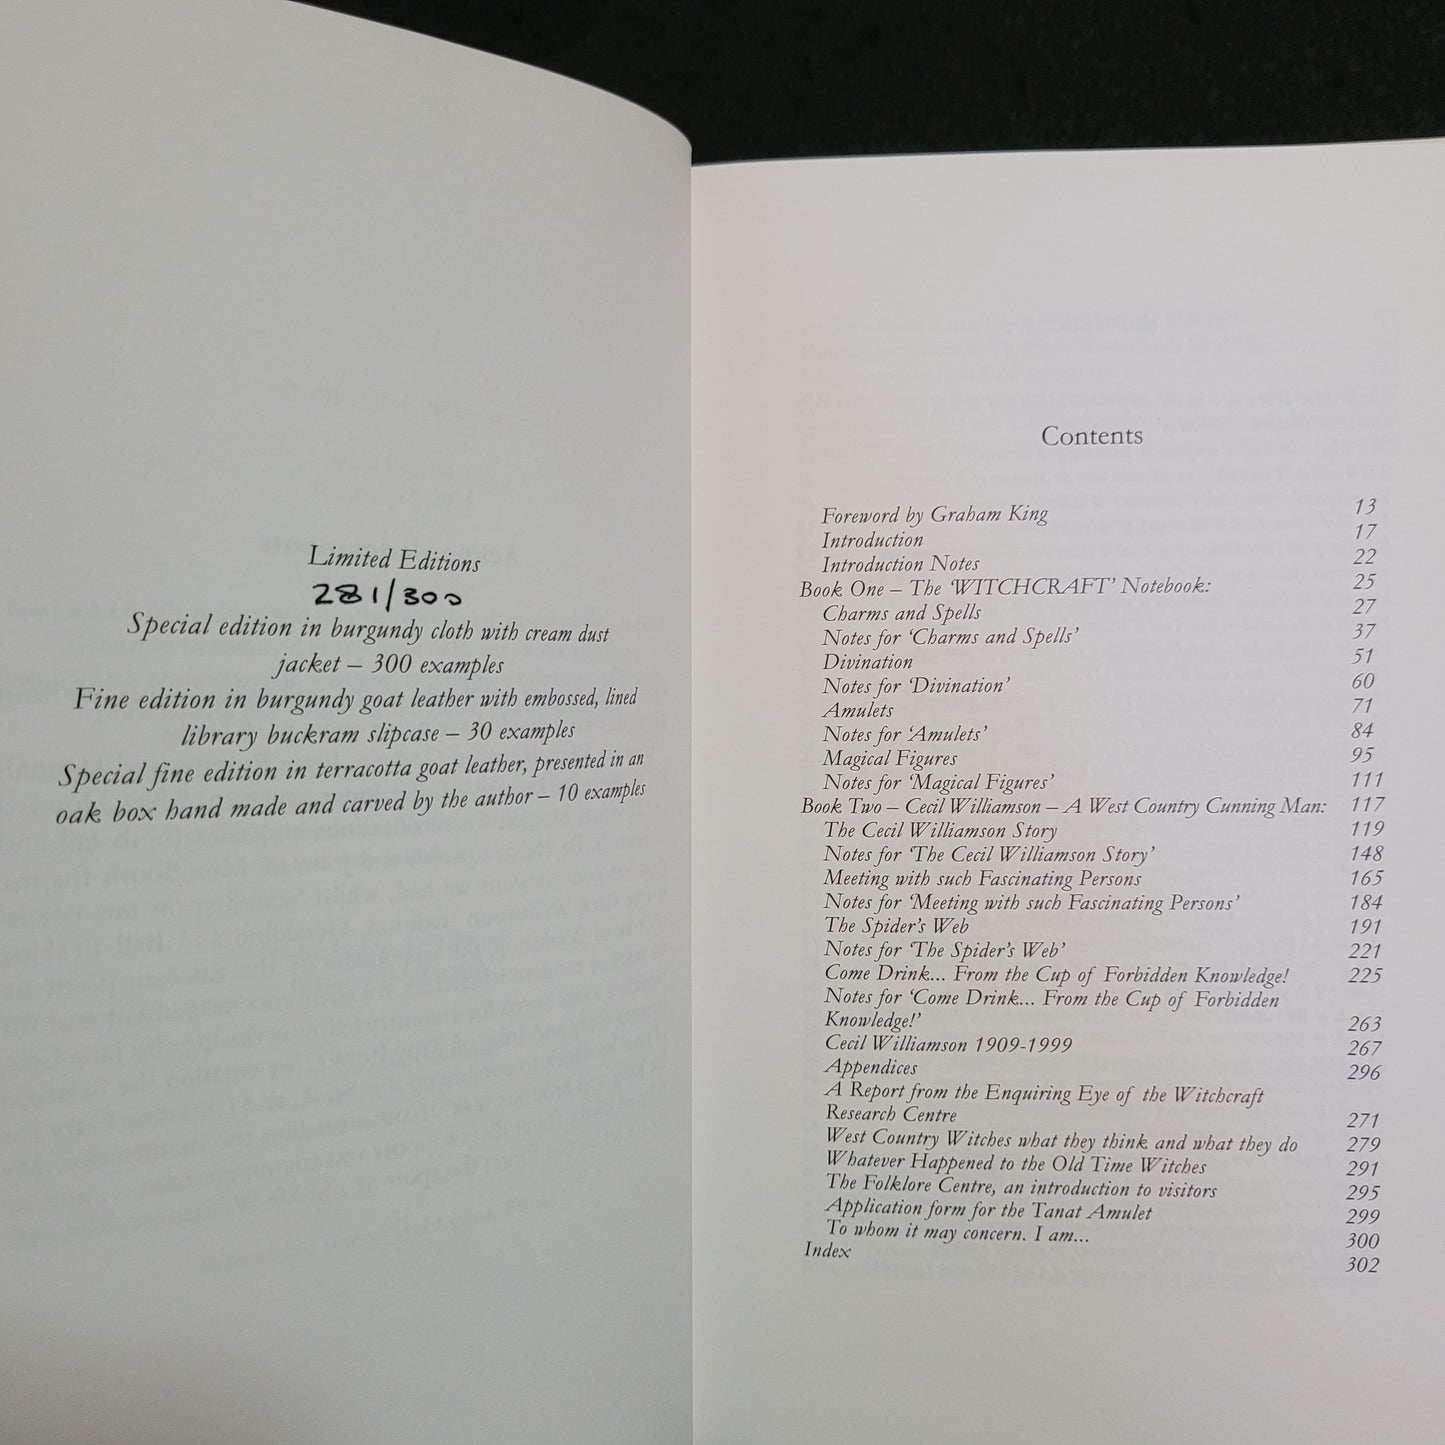 Limited Editions
281/300
Special edition in burgundy cloth with cream dust
jacket – 300 examples
Fine edition in burgundy goat leather with embossed, lined
library buckram slipcase – 30 examples
Special fine edition in terracotta goat leather, presented in an
oak box hand made and carved by the author – 10 examples
Contents
Foreword by Graham King 13
Introduction 17
Introduction Notes 22
Book One – The ‘WITCHCRAFT’ Notebook: 25
Charms and Spells 27
Notes for ‘Charms and Spells’ 37
Divination 51
Notes for ‘Divination’ 60
Amulets 71
Notes for ‘Amulets’ 84
Magical Figures 95
Notes for ‘Magical Figures’ 111
Book Two – Cecil Williamson – A West Country Cunning Man: 117
The Cecil Williamson Story 119
Notes for ‘The Cecil Williamson Story’ 148
Meeting with such Fascinating Persons 165
Notes for ‘Meeting with such Fascinating Persons’ 184
The Spider’s Web 191
Notes for ‘The Spider’s Web’ 221
Come Drink... From the Cup of Forbidden Knowledge! 225
Notes for ‘Come Drink... From the Cup of Forbidden
Knowledge!’ 263
Cecil Williamson 1909-1999 267
Appendices 296
A Report from the Enquiring Eye of the Witchcraft
Research Centre 271
West Country Witches what they think and what they do 279
Whatever Happened to the Old Time Witches 291
The Folklore Centre, an introduction to visitors 295
Application form for the Tanat Amulet 299
To whom it may concern. I am... 300
Index 302